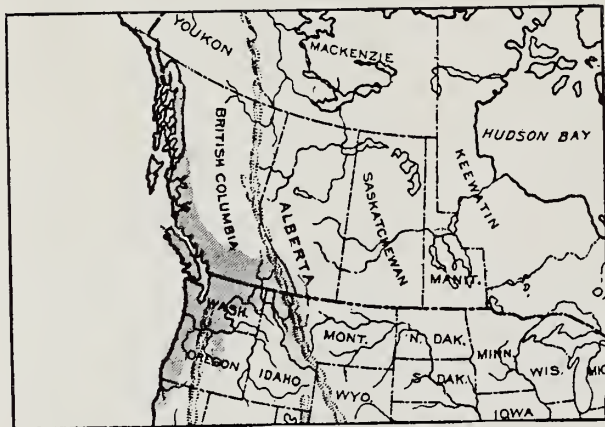 YOUKON
MACKENZIE
HUDSON BAY
KEEWATIN
BRITISH COLUMBIA
ALBERTA
SASKATCHEWAN
MANIT.
WASH.
MONT.
N. DAK.
MINN.
OREGON
IDAHO
WYO.
S. DAK.
WIS.
MIC
IOWA